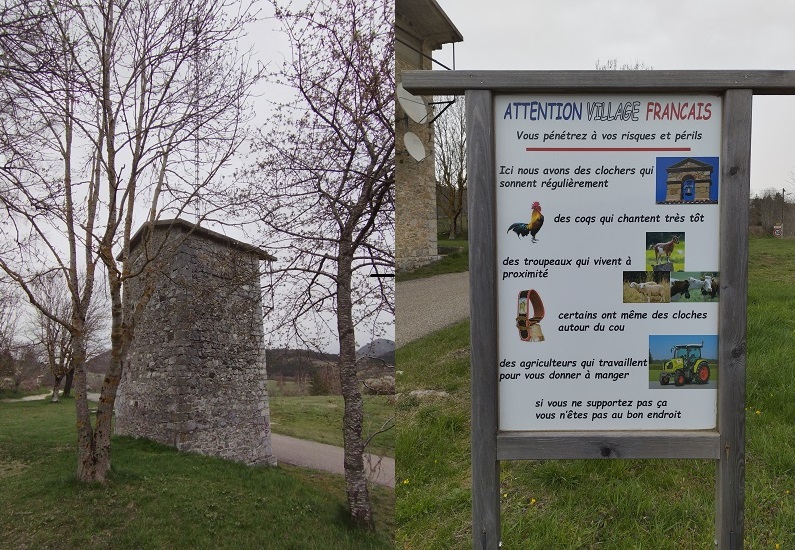 ATTENTION VILLAGE FRANCAIS
Vous pénétrez à vos risques et périls
Ici nous avons des clochers qui
sonnent régulièrement
des coqs qui chantent très tôt
des troupeaux qui vivent à
proximité
certains ont même des cloches
autour du cou
des agriculteurs qui travaillent
pour vous donner à manger
si vous ne supportez pas ça
vous n'êtes pas au bon endroit